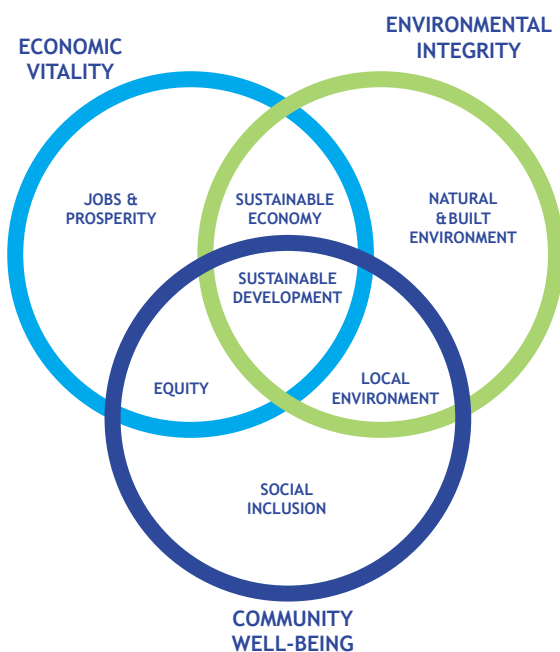 ECONOMIC
VITALITY
ENVIRONMENTAL
INTEGRITY
JOBS &
PROSPERITY
SUSTAINABLE
ECONOMY
NATURAL
&BUILT
ENVIRONMENT
SUSTAINABLE
DEVELOPMENT
EQUITY
LOCAL
ENVIRONMENT
SOCIAL
INCLUSION
COMMUNITY
WELL-BEING